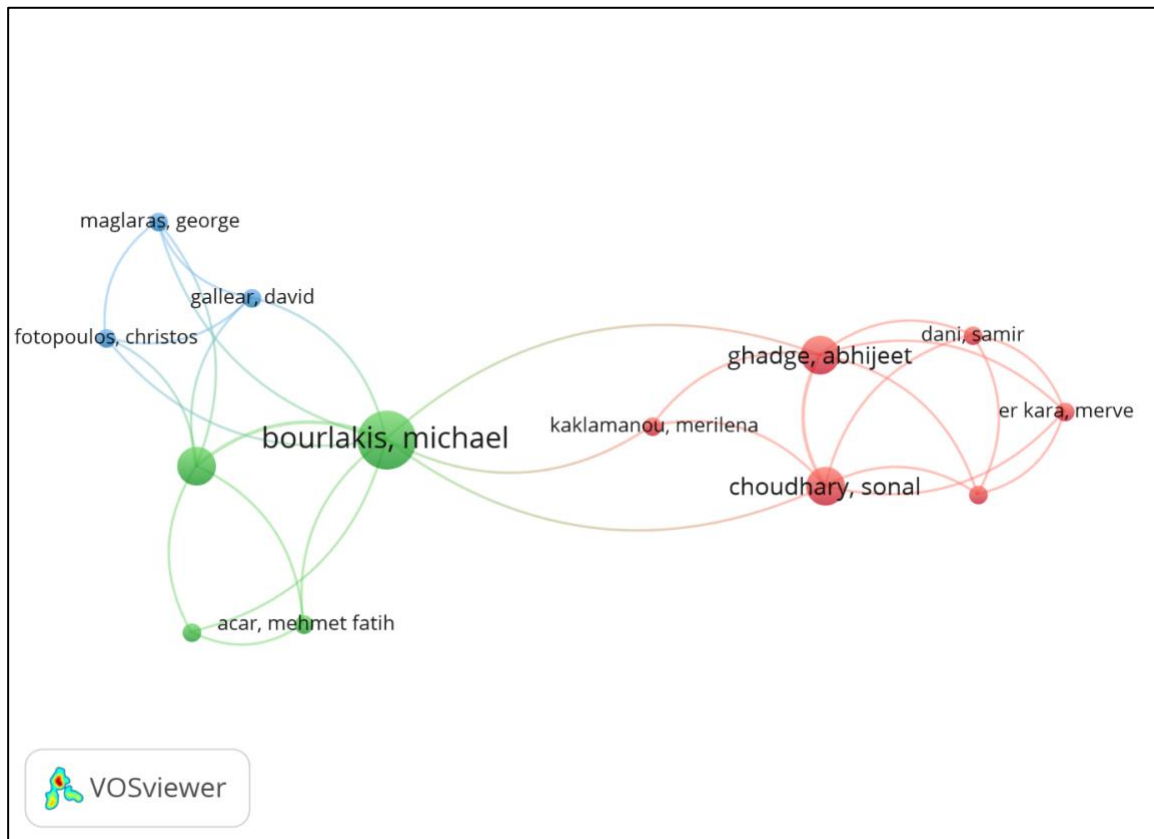 maglaras, george
gallear, david
fotopoulos, christos
dani, samir
ghadge, abhijeet
er kara, merve
kaklamanou, merilena
bourlakis, michael
choudhary, sonal
acar, mehmet fatih
VOSviewer